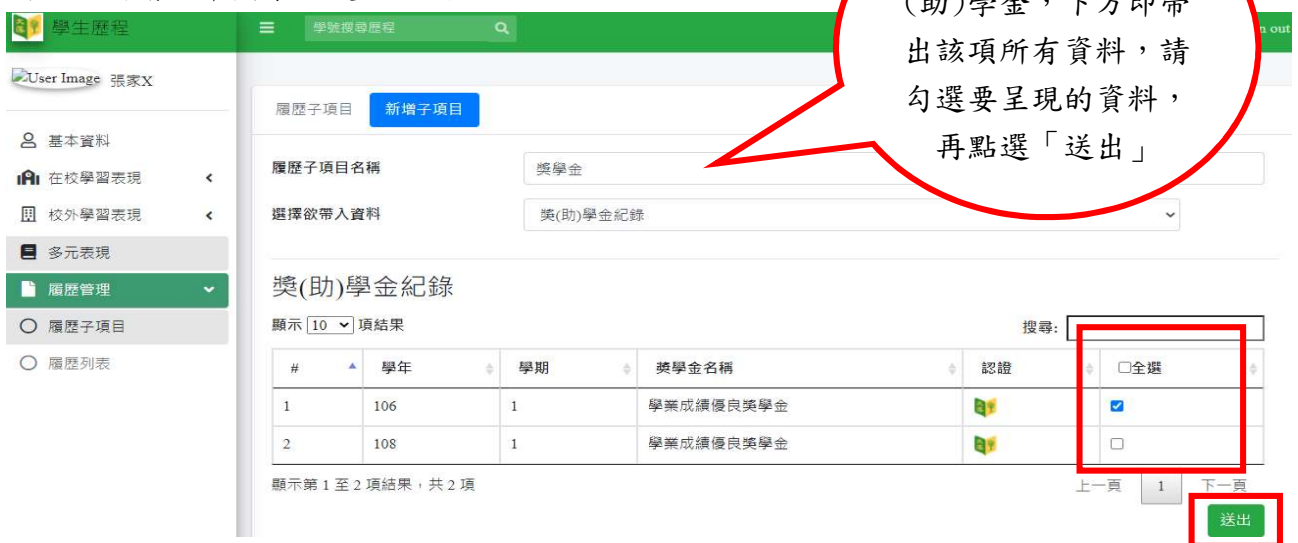 (助)學金，下方即帶
出該項所有資料，請
勾選要呈現的資料，
再點選「送出」
學生歷程
學號搜尋歷程
n out
User Image 張家X
基本資料
在校學習表現
校外學習表現
多元表現
履歷管理
履歷子項目
履歷列表
履歷子項目 新增子項目
履歷子項目名稱 獎學金
選擇欲帶入資料 獎(助)學金紀錄
獎(助)學金紀錄
顯示 10 項結果 搜尋:
# 學年 學期 獎學金名稱 認證 全選
1 106 1 學業成績優良獎學金
2 108 1 學業成績優良獎學金
顯示第 1 至 2 項結果，共 2 項 上一頁 1 下一頁
送出